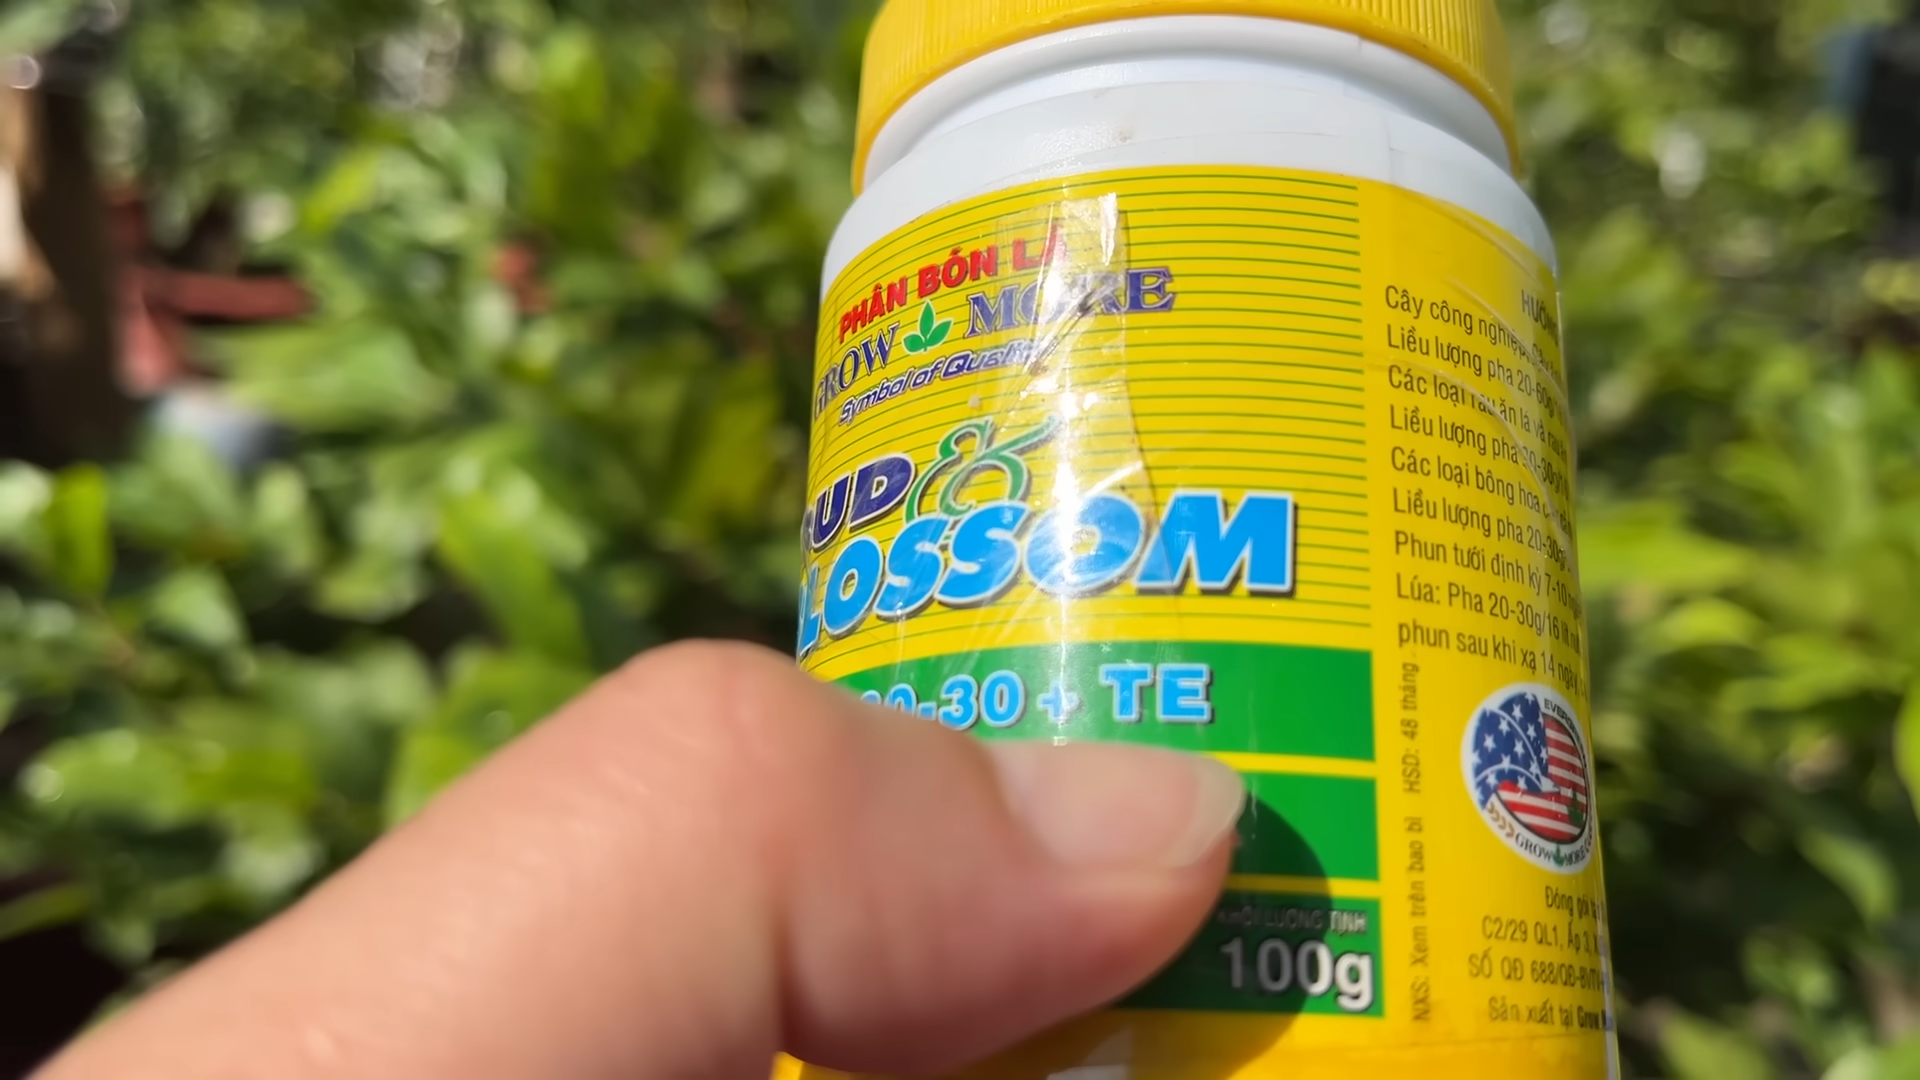 PHÂN BÓN LÁ
GROW MORE
Symbol of Quality
BUD &
BLOSSOM
-30 + TE
KHỐI LƯỢNG TỊNH
100g
Cây công nghiệp,
Liều lượng pha 20-60g/
Các loại rau ăn lá và rau ăn
Liều lượng pha 20-30g/
Các loại bông hoa
Liều lượng pha 20-30g/
Phun tưới định kỳ 7-10
Lúa: Pha 20-30g/16 lít
phun sau khi xạ 14 ngày
NXS: Xem trên bao bì HSD: 48 tháng
GROW MORE
Đóng gói
C2/29 QL1, Ấp 3,
SỐ QĐ 688/QĐ-BVTV-
Sản xuất tại Grow